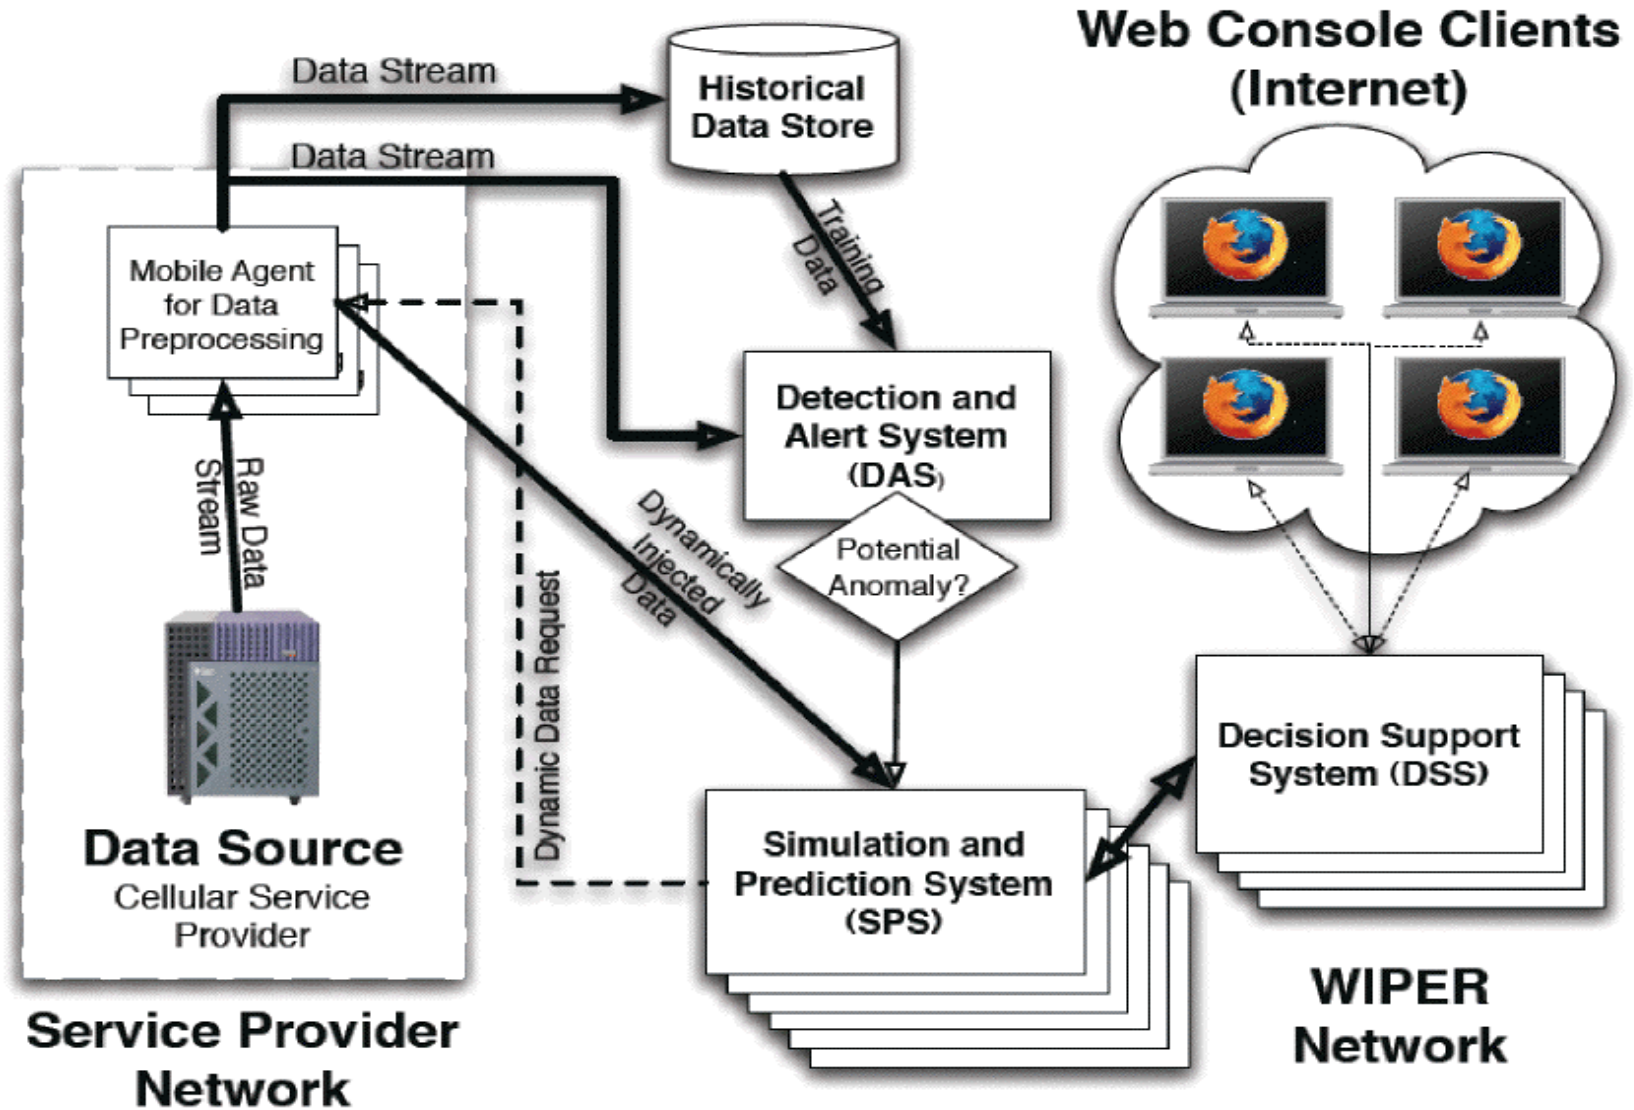 Data Stream
Historical
Data Store
Web Console Clients
(Internet)
Data Stream
Training
Data
Mobile Agent
for Data
Preprocessing
Detection and
Alert System
(DAS)
Raw Data
Stream
Potential
Anomaly?
Dynamically
Injected
Data
Dynamic Data Request
Decision Support
System (DSS)
Data Source
Cellular Service
Provider
Simulation and
Prediction System
(SPS)
Service Provider
Network
WIPER
Network